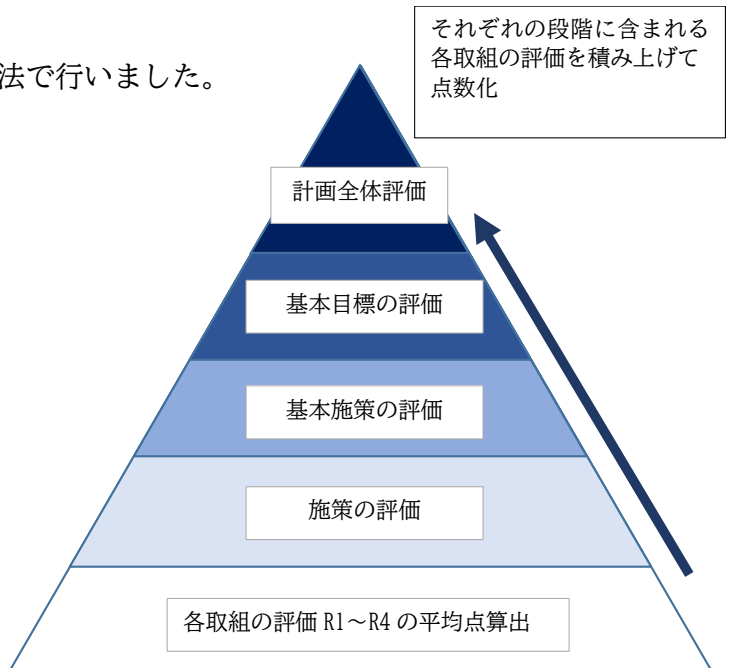 それぞれの段階に含まれる
各取組の評価を積み上げて
点数化
法で行いました。
計画全体評価
基本目標の評価
基本施策の評価
施策の評価
各取組の評価 R1～R4 の平均点算出